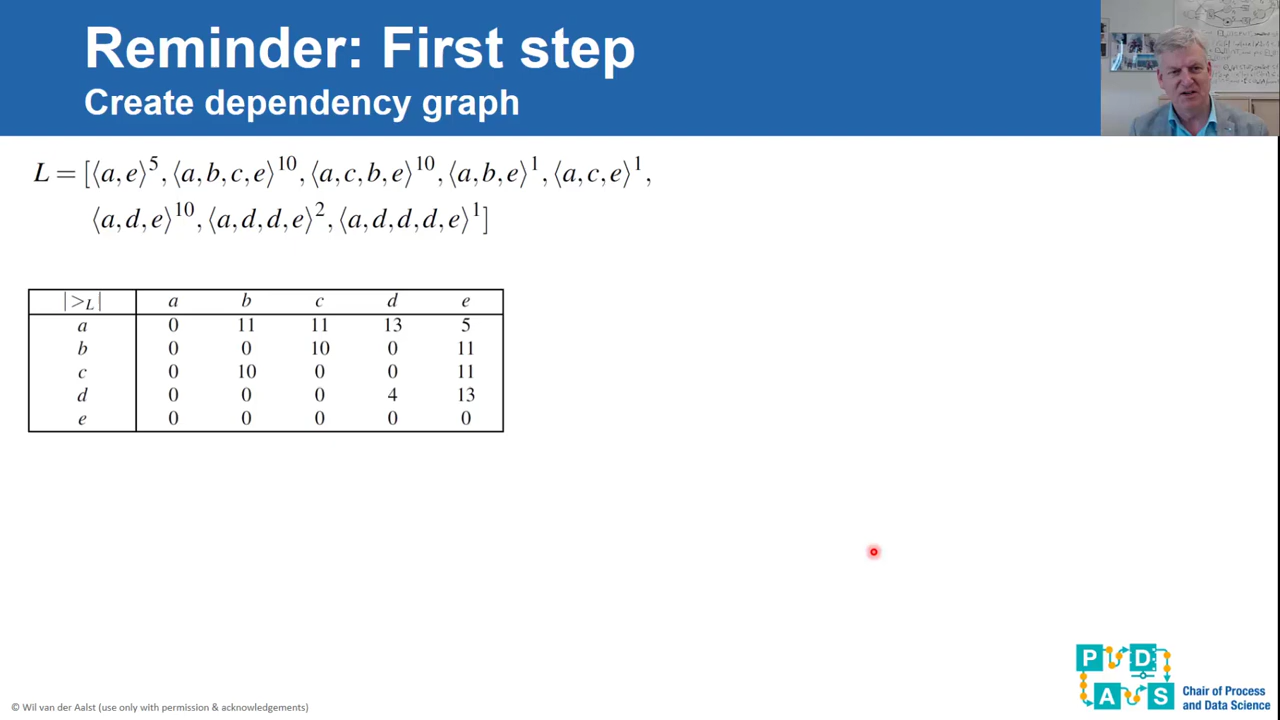 Reminder: First step
Create dependency graph
L = [⟨a,e⟩^5, ⟨a,b,c,e⟩^10, ⟨a,c,b,e⟩^10, ⟨a,b,e⟩^1, ⟨a,c,e⟩^1,
⟨a,d,e⟩^10, ⟨a,d,d,e⟩^2, ⟨a,d,d,d,e⟩^1]
|>_L| a b c d e
a 0 11 11 13 5
b 0 0 10 0 11
c 0 10 0 0 11
d 0 0 0 4 13
e 0 0 0 0 0
P D
A S
Chair of Process
and Data Science
© Wil van der Aalst (use only with permission & acknowledgements)